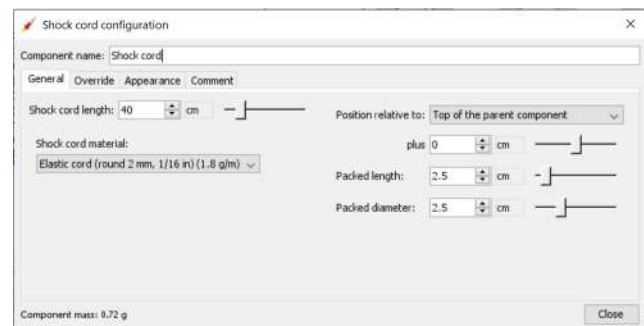 Shock cord configuration
Component name: Shock cord
General Override Appearance Comment
Shock cord length: 40 cm
Position relative to: Top of the parent component
Shock cord material:
plus 0 cm
Elastic cord (round 2 mm, 1/16 in) (1.8 g/m)
Packed length: 2.5 cm
Packed diameter: 2.5 cm
Component mass: 0.72 g
Close